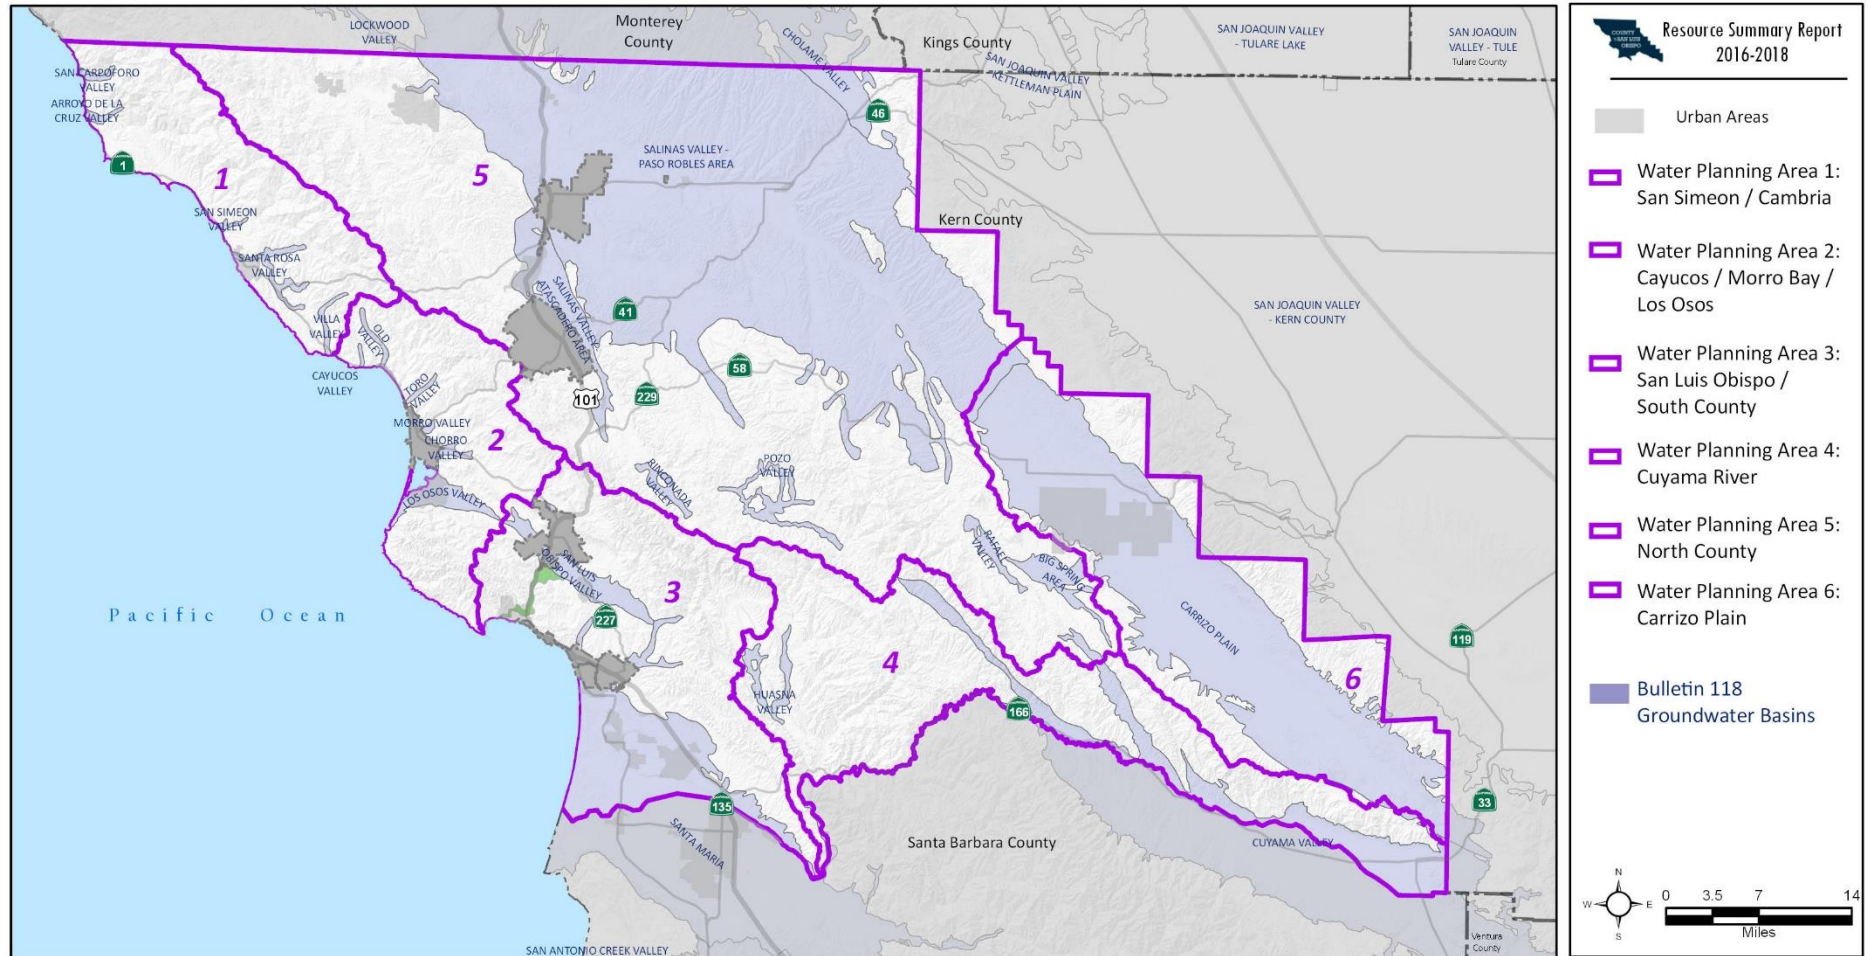 LOCKWOOD
VALLEY
Monterey
County
CHOLAME VALLEY
Kings County
SAN JOAQUIN VALLEY
- TULARE LAKE
SAN JOAQUIN
VALLEY - TULE
Tulare County
SAN JOAQUIN VALLEY
- KETTLEMAN PLAIN
SAN CARPOFORO
VALLEY
ARROYO DE LA
CRUZ VALLEY
1
46
1
5
SALINAS VALLEY -
PASO ROBLES AREA
SAN SIMEON
VALLEY
Kern County
SANTA ROSA
VALLEY
SALINAS VALLEY -
ATASCADERO AREA
41
SAN JOAQUIN VALLEY
- KERN COUNTY
VILLA
VALLEY
OLD
VALLEY
CAYUCOS
VALLEY
TORO
VALLEY
58
229
101
MORRO VALLEY
CHORRO
VALLEY
2
RINCONADA
VALLEY
POZO
VALLEY
LOS OSOS VALLEY
SAN LUIS
OBISPO VALLEY
3
227
RAFAEL
VALLEY
BIG SPRING
AREA
CARRIZO PLAIN
Pacific Ocean
119
4
6
HUASNA
VALLEY
166
135
33
SANTA MARIA
Santa Barbara County
CUYAMA VALLEY
SAN ANTONIO CREEK VALLEY
Ventura
County
COUNTY
OF SAN LUIS
OBISPO
Resource Summary Report
2016-2018
Urban Areas
Water Planning Area 1:
San Simeon / Cambria
Water Planning Area 2:
Cayucos / Morro Bay /
Los Osos
Water Planning Area 3:
San Luis Obispo /
South County
Water Planning Area 4:
Cuyama River
Water Planning Area 5:
North County
Water Planning Area 6:
Carrizo Plain
Bulletin 118
Groundwater Basins
N
W E
S
0 3.5 7 14
Miles